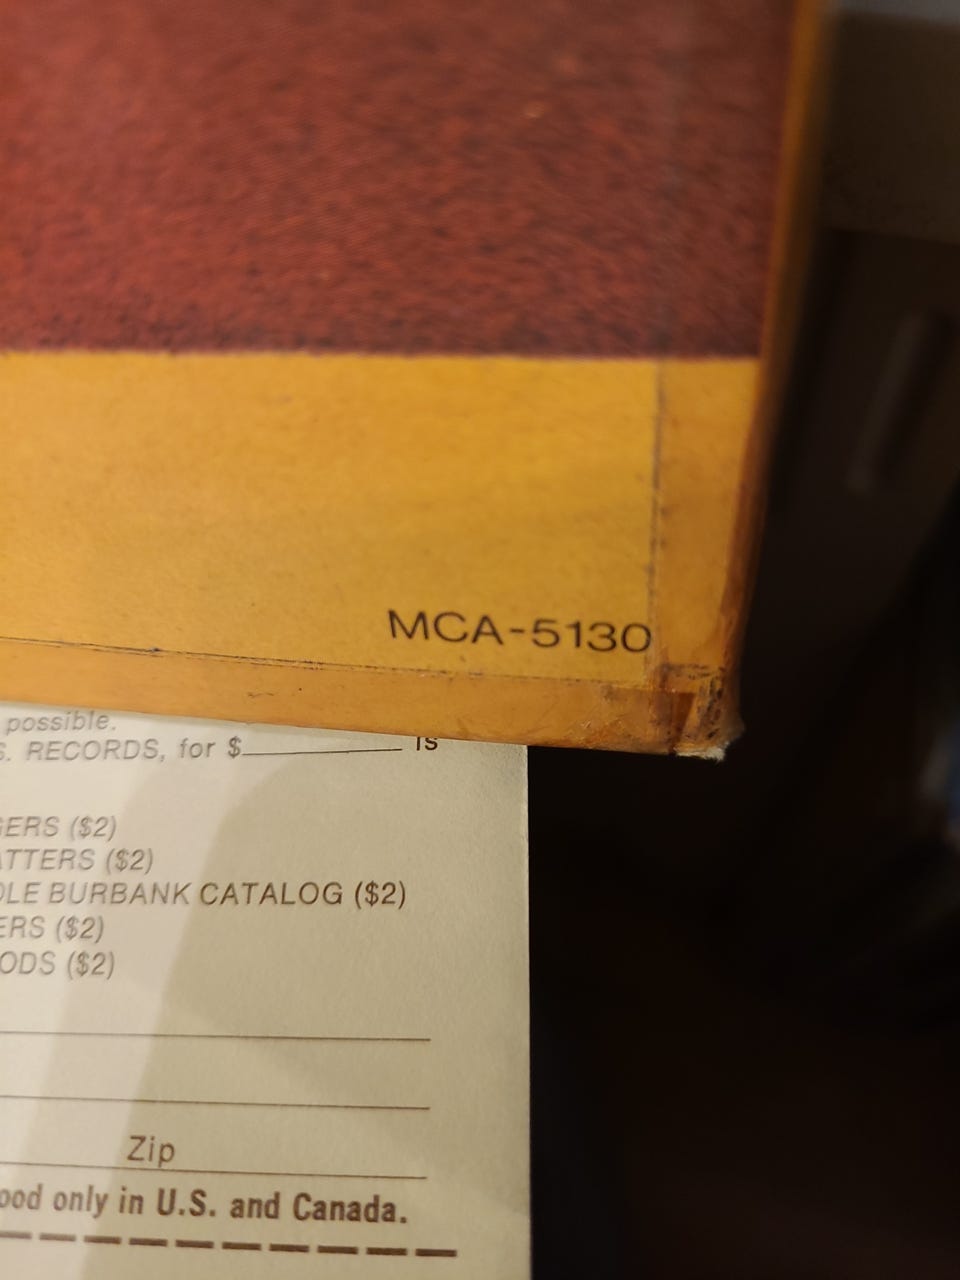 MCA-5130
possible.
S. RECORDS, for $ is
GERS ($2)
ATTERS ($2)
OLE BURBANK CATALOG ($2)
ERS ($2)
ODS ($2)
Zip
ood only in U.S. and Canada.